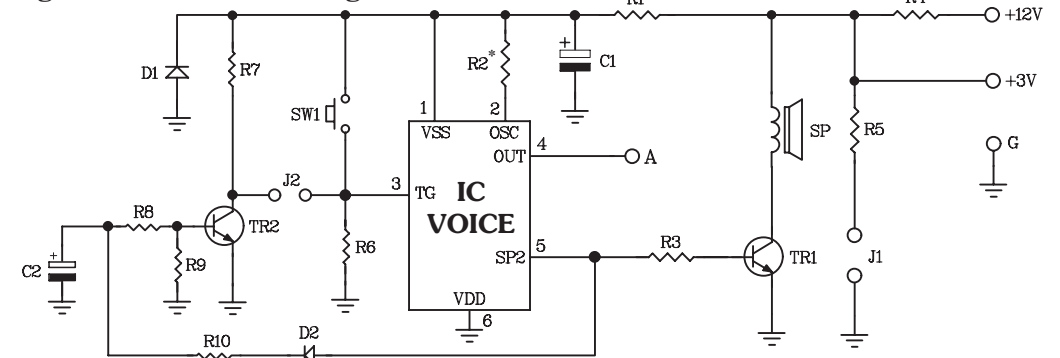 +12V
R7
D1
R2*
C1
SP
+3V
SW1
1
2
VSS
OSC
4
OUT
A
R5
G
J2
3
TG
IC
VOICE
R8
TR2
R6
R9
C2
5
SP2
R3
TR1
J1
VDD
6
R10
D2